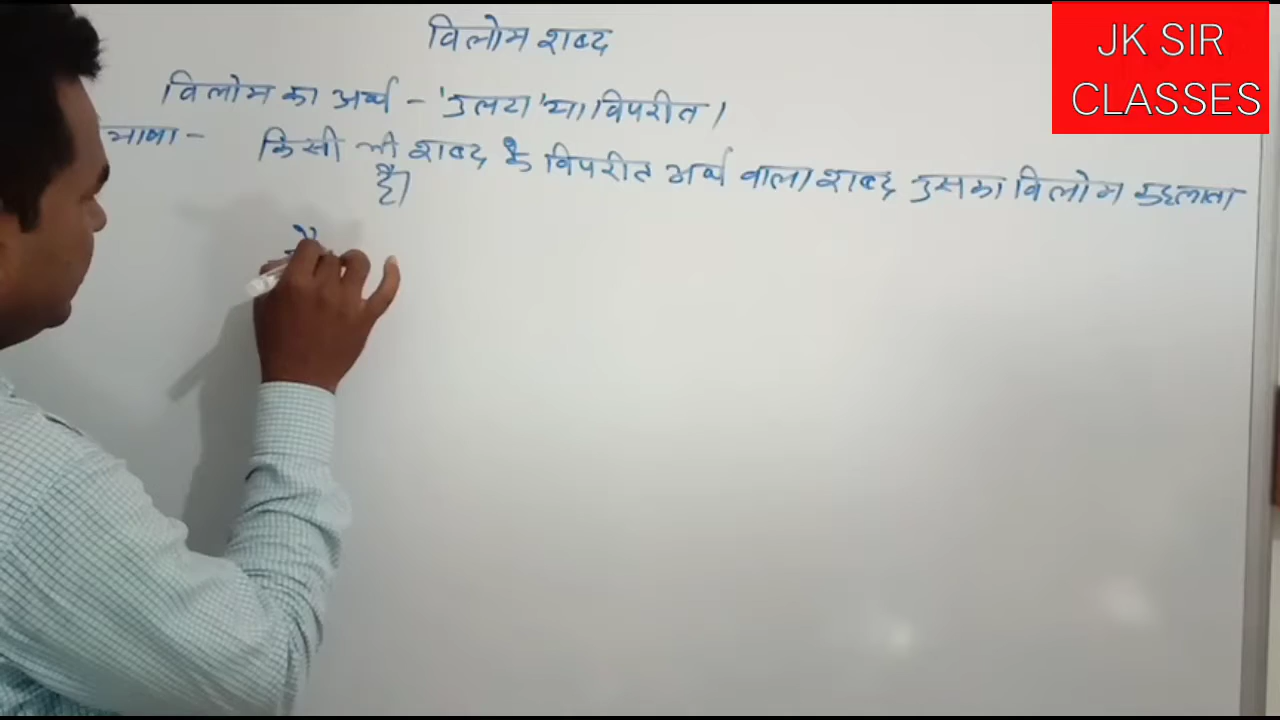 विलोम शब्द
JK SIR
CLASSES
विलोम का अर्थ - 'उलटा' या विपरीत।
भाषा - किसी भी शब्द के विपरीत अर्थ वाला शब्द उसका विलोम कहलाता
है।